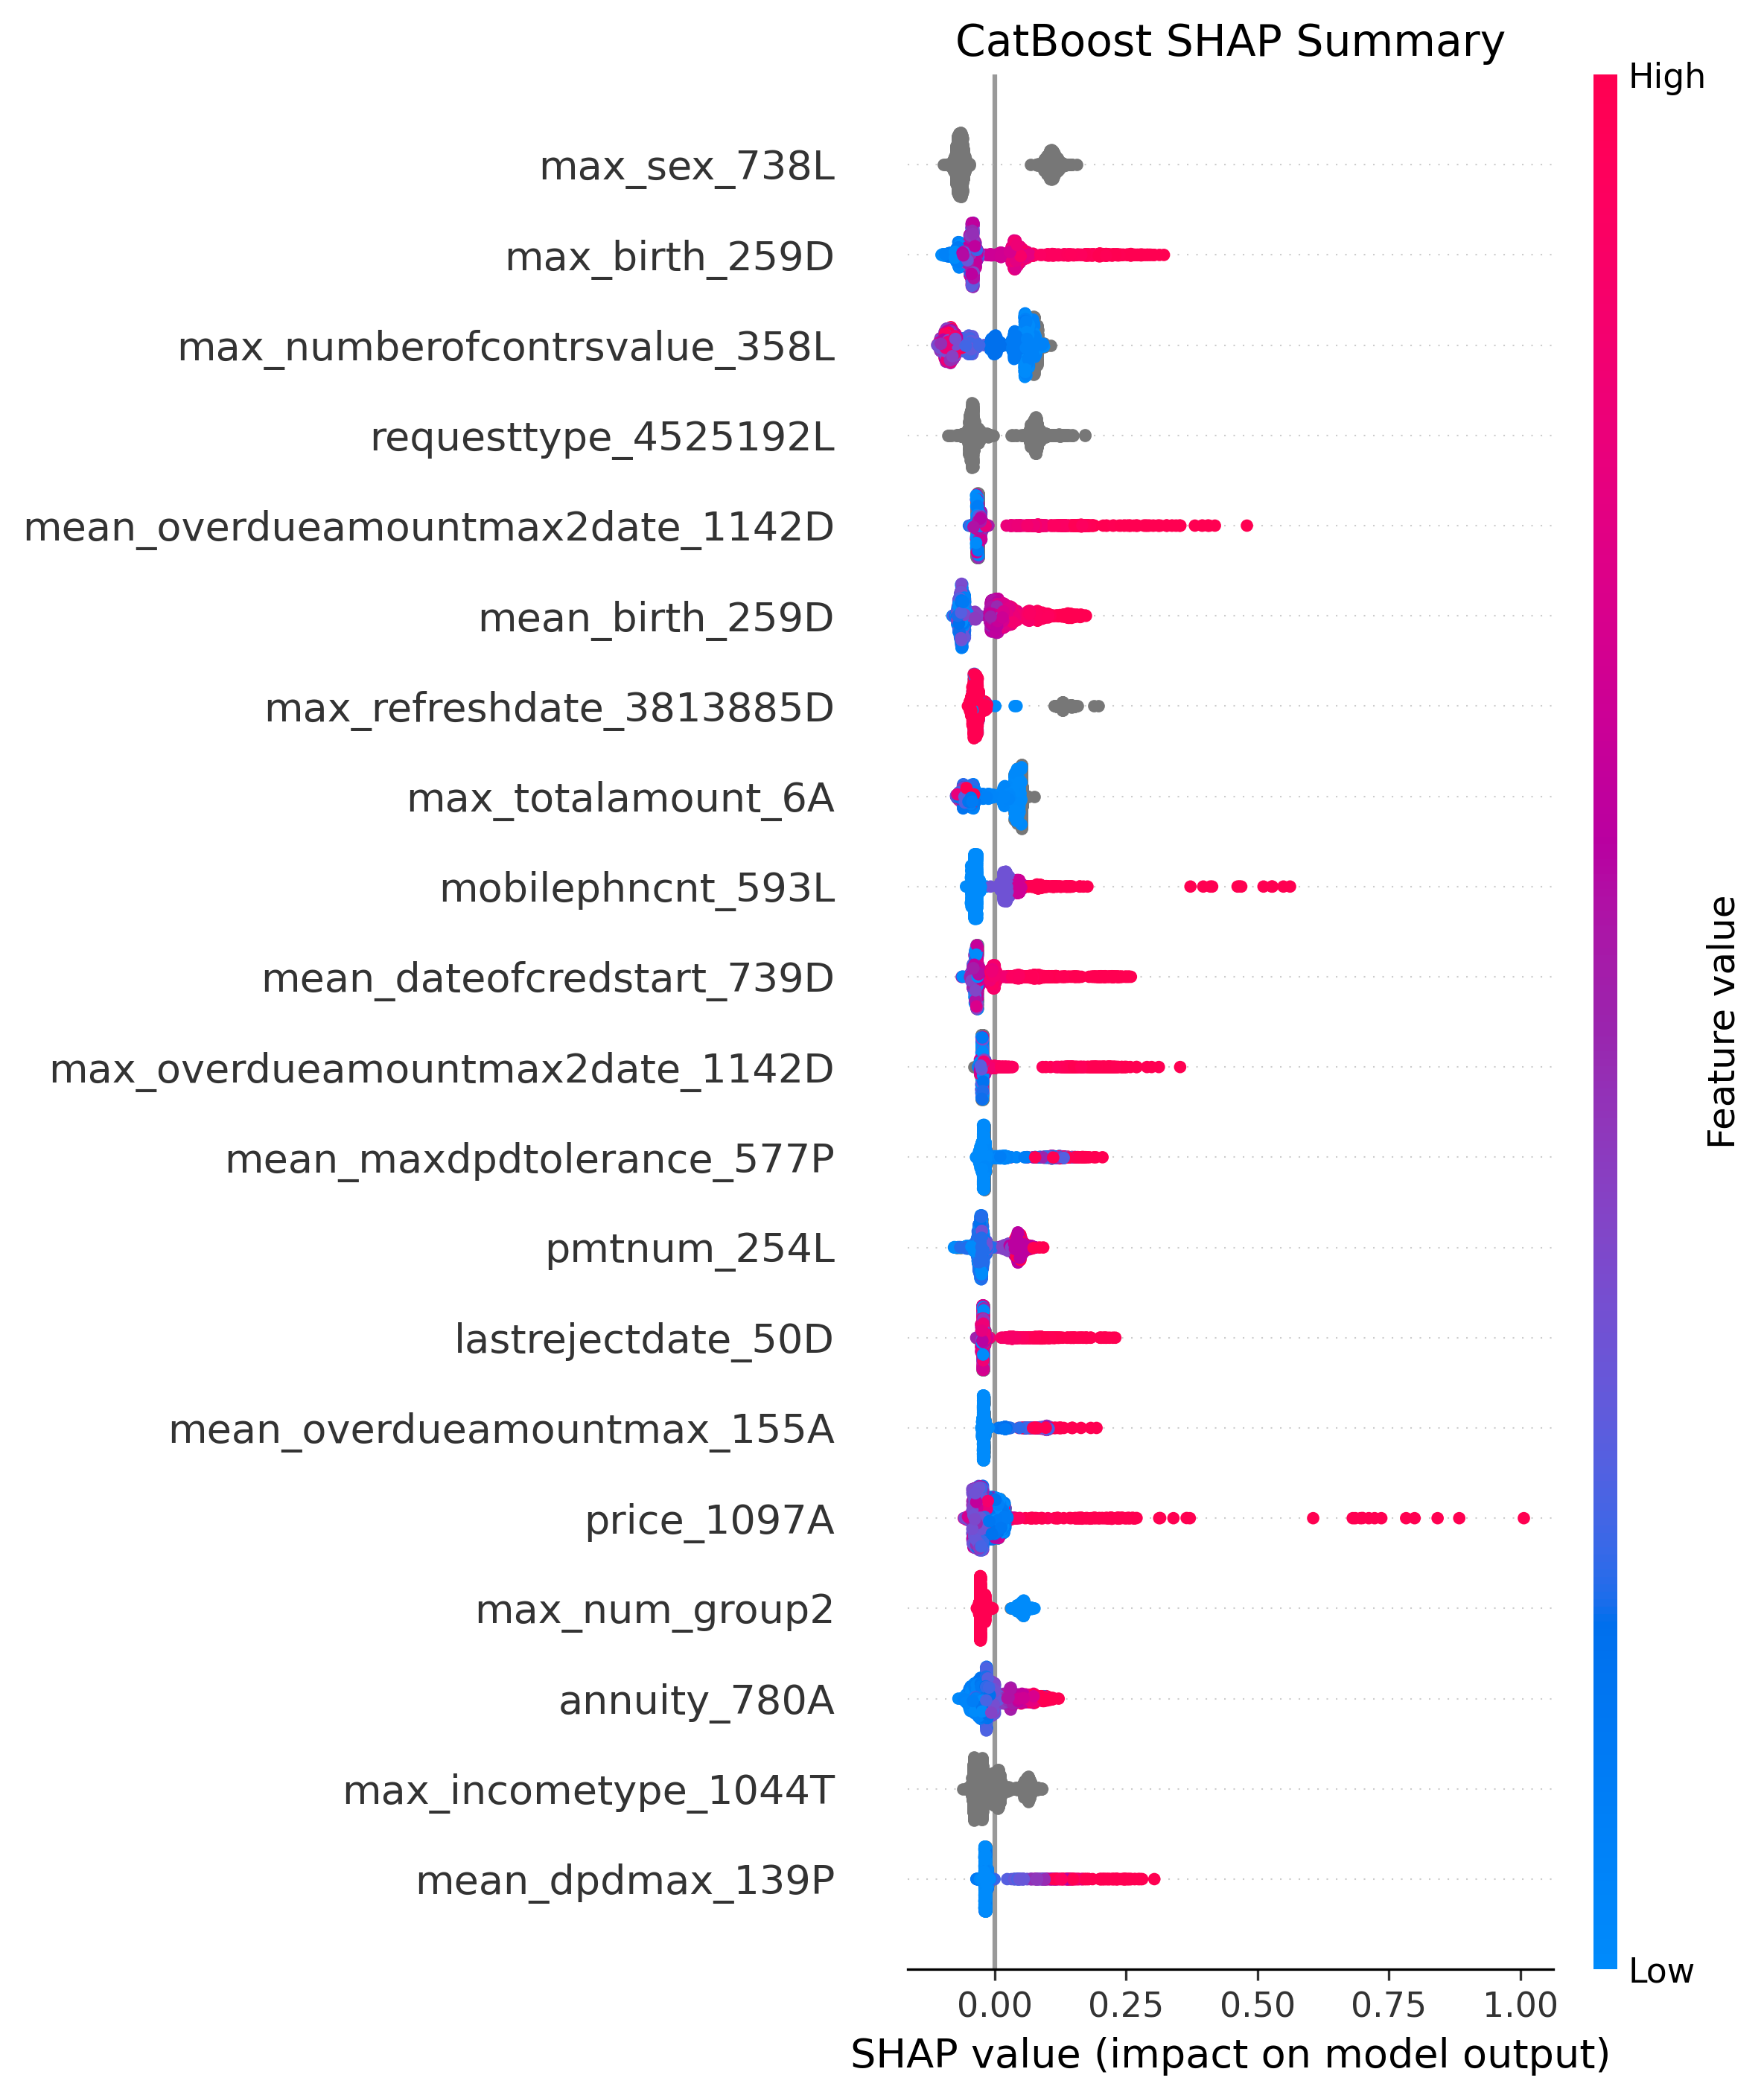 CatBoost SHAP Summary
High
max_sex_738L
max_birth_259D
max_numberofcontrsvalue_358L
requesttype_4525192L
mean_overdueamountmax2date_1142D
mean_birth_259D
max_refreshdate_3813885D
max_totalamount_6A
mobilephncnt_593L
mean_dateofcredstart_739D
max_overdueamountmax2date_1142D
mean_maxdpdtolerance_577P
pmtnum_254L
lastrejectdate_50D
mean_overdueamountmax_155A
price_1097A
max_num_group2
annuity_780A
max_incometype_1044T
mean_dpdmax_139P
Feature value
Low
0.00 0.25 0.50 0.75 1.00
SHAP value (impact on model output)